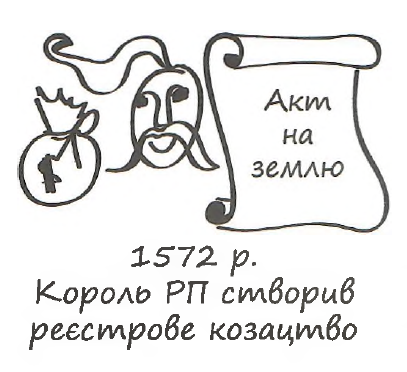 Акт
на
землю
$
1572 р.
Король РП створив
реєстрове козацтво